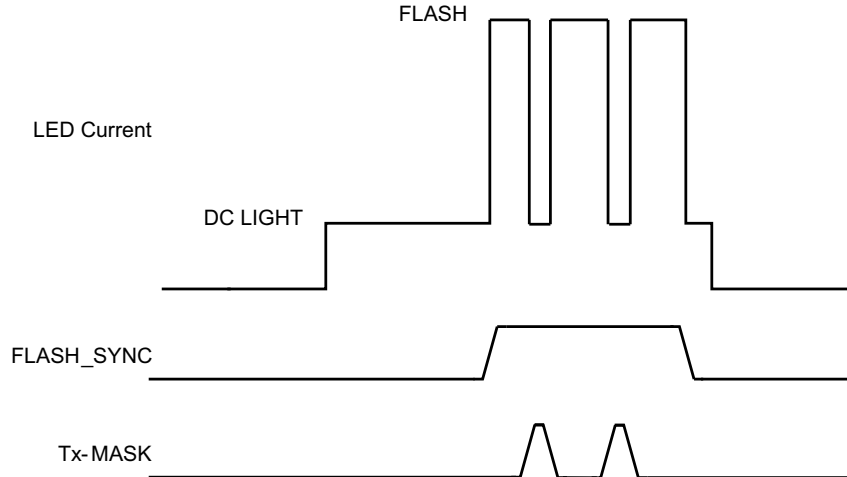 FLASH
LED Current
DC LIGHT
FLASH_SYNC
Tx-MASK